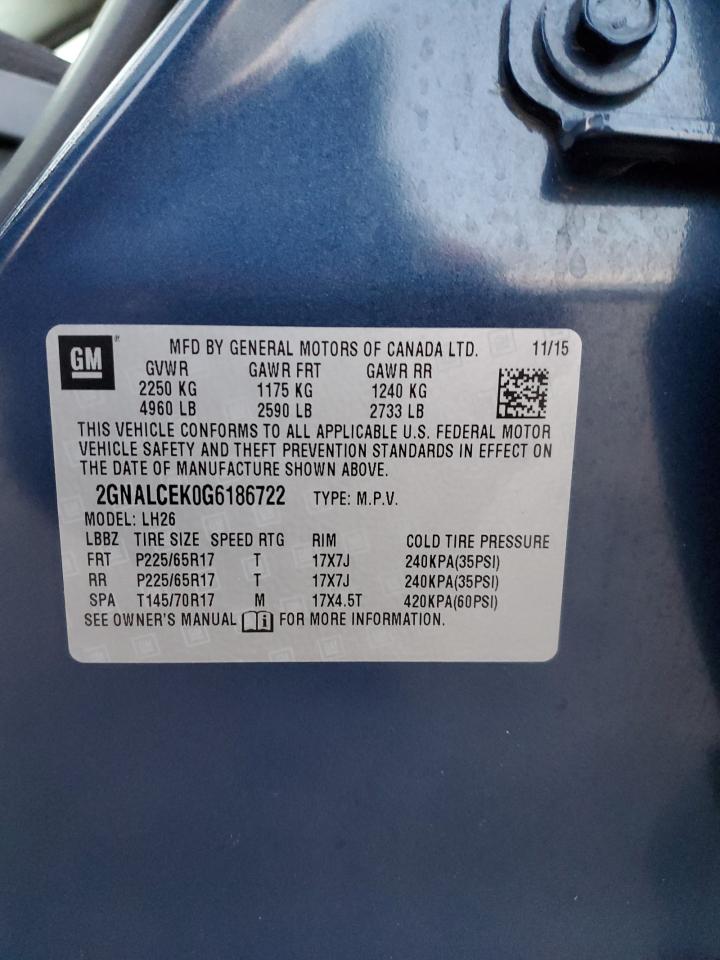 GM ® MFD BY GENERAL MOTORS OF CANADA LTD. 11/15
GVWR GAWR FRT GAWR RR
2250 KG 1175 KG 1240 KG
4960 LB 2590 LB 2733 LB
THIS VEHICLE CONFORMS TO ALL APPLICABLE U.S. FEDERAL MOTOR
VEHICLE SAFETY AND THEFT PREVENTION STANDARDS IN EFFECT ON
THE DATE OF MANUFACTURE SHOWN ABOVE.
2GNALCEK0G6186722 TYPE: M.P.V.
MODEL: LH26
LBBZ TIRE SIZE SPEED RTG RIM COLD TIRE PRESSURE
FRT P225/65R17 T 17X7J 240KPA(35PSI)
RR P225/65R17 T 17X7J 240KPA(35PSI)
SPA T145/70R17 M 17X4.5T 420KPA(60PSI)
SEE OWNER'S MANUAL FOR MORE INFORMATION.